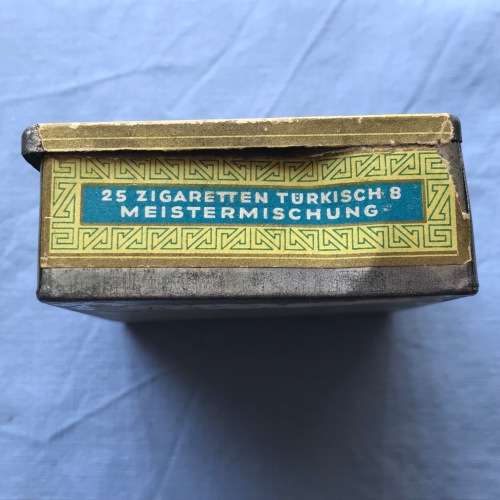 25 ZIGARETTEN TÜRKISCH 8
MEISTERMISCHUNG